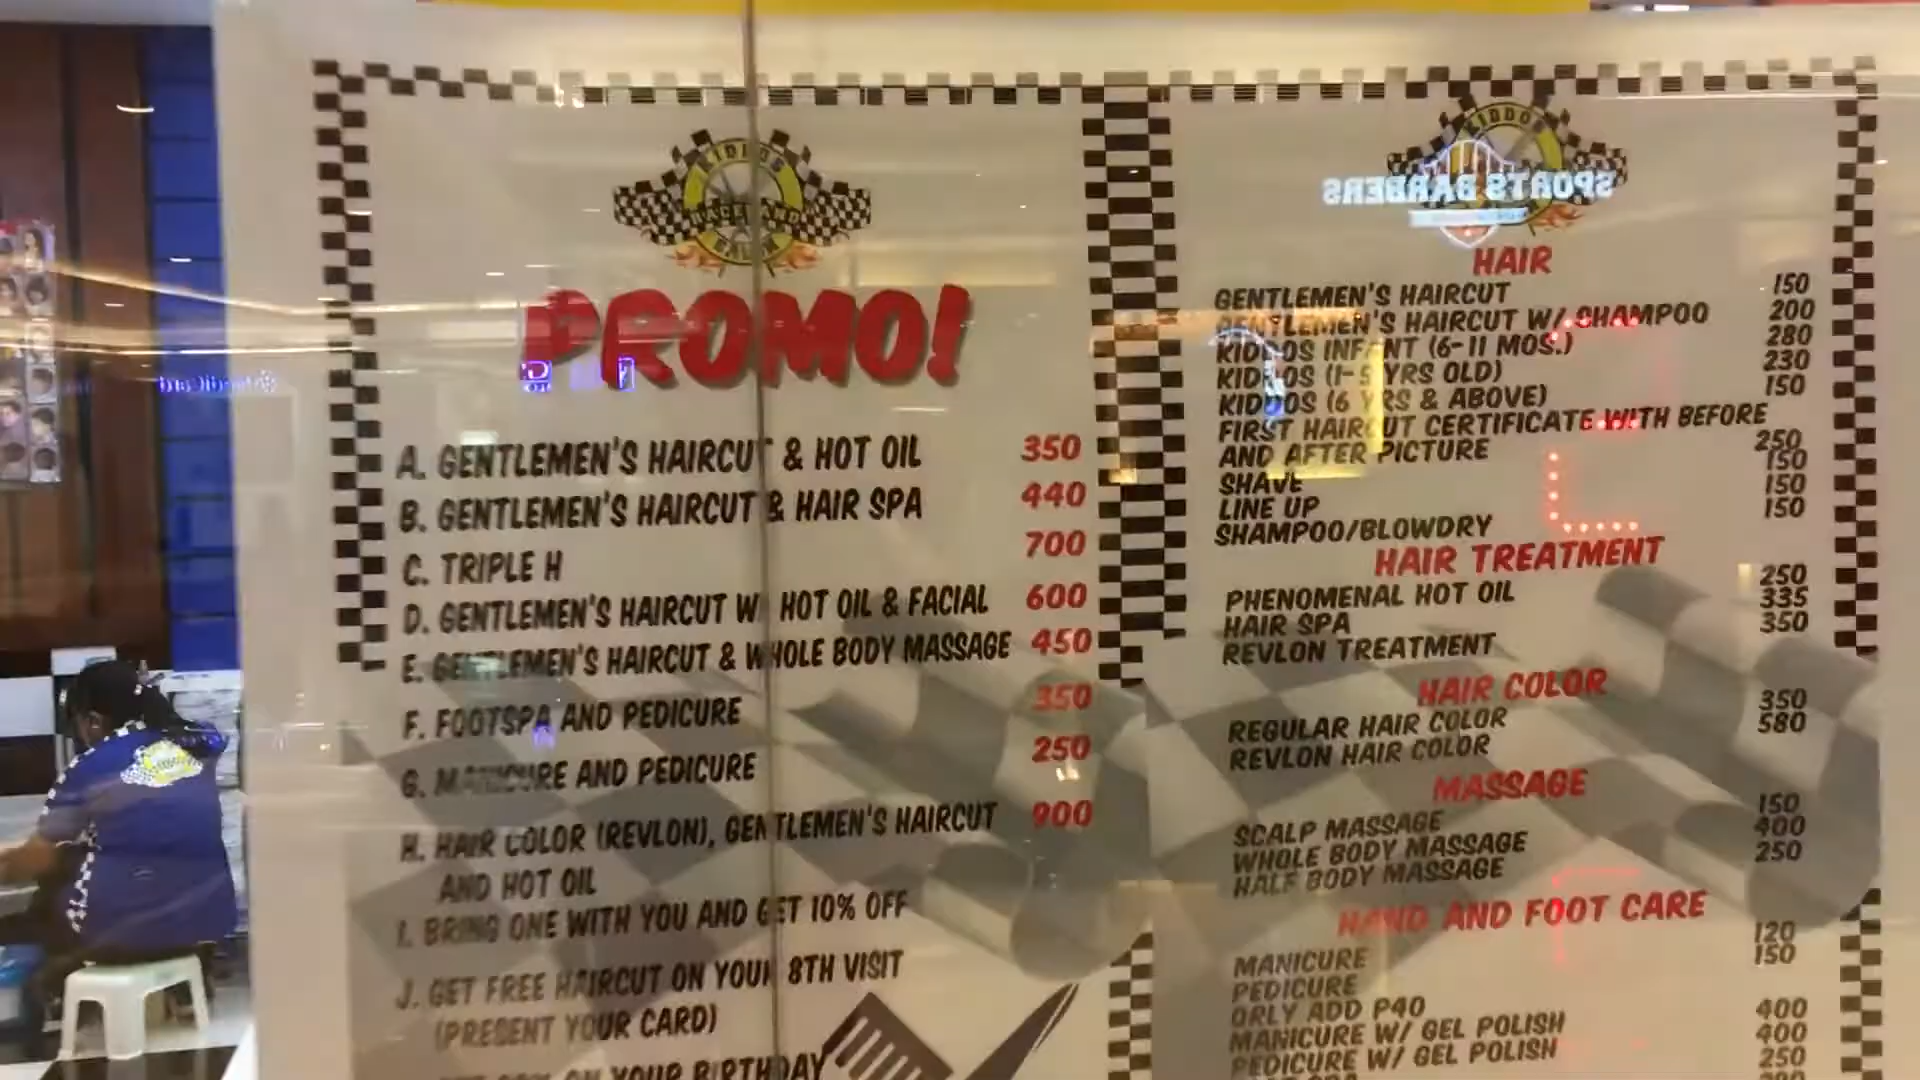 KIDDOS
RACELAND
SALON
PROMO!
A. GENTLEMEN'S HAIRCUT & HOT OIL 350
B. GENTLEMEN'S HAIRCUT & HAIR SPA 440
C. TRIPLE H 700
D. GENTLEMEN'S HAIRCUT W/ HOT OIL & FACIAL 600
E. GENTLEMEN'S HAIRCUT & WHOLE BODY MASSAGE 450
F. FOOTSPA AND PEDICURE 350
G. MANICURE AND PEDICURE 250
H. HAIR COLOR (REVLON), GENTLEMEN'S HAIRCUT 900
AND HOT OIL
I. BRING ONE WITH YOU AND GET 10% OFF
J. GET FREE HAIRCUT ON YOUR 8TH VISIT
(PRESENT YOUR CARD)
ON YOUR BIRTHDAY
KIDDOS
SPORTS BARBERS
HAIR
GENTLEMEN'S HAIRCUT 150
GENTLEMEN'S HAIRCUT W/ SHAMPOO 200
KIDDOS INFANT (6-11 MOS.) 280
KIDDOS (1-5 YRS OLD) 230
KIDDOS (6 YRS & ABOVE) 150
FIRST HAIRCUT CERTIFICATE WITH BEFORE
AND AFTER PICTURE 250
SHAVE 150
LINE UP 150
SHAMPOO/BLOWDRY 150
HAIR TREATMENT
PHENOMENAL HOT OIL 250
HAIR SPA 335
REVLON TREATMENT 350
HAIR COLOR
REGULAR HAIR COLOR 350
REVLON HAIR COLOR 580
MASSAGE
SCALP MASSAGE 150
WHOLE BODY MASSAGE 400
HALF BODY MASSAGE 250
HAND AND FOOT CARE
MANICURE 120
PEDICURE 150
ORLY ADD P40
MANICURE W/ GEL POLISH 400
PEDICURE W/ GEL POLISH 400
250